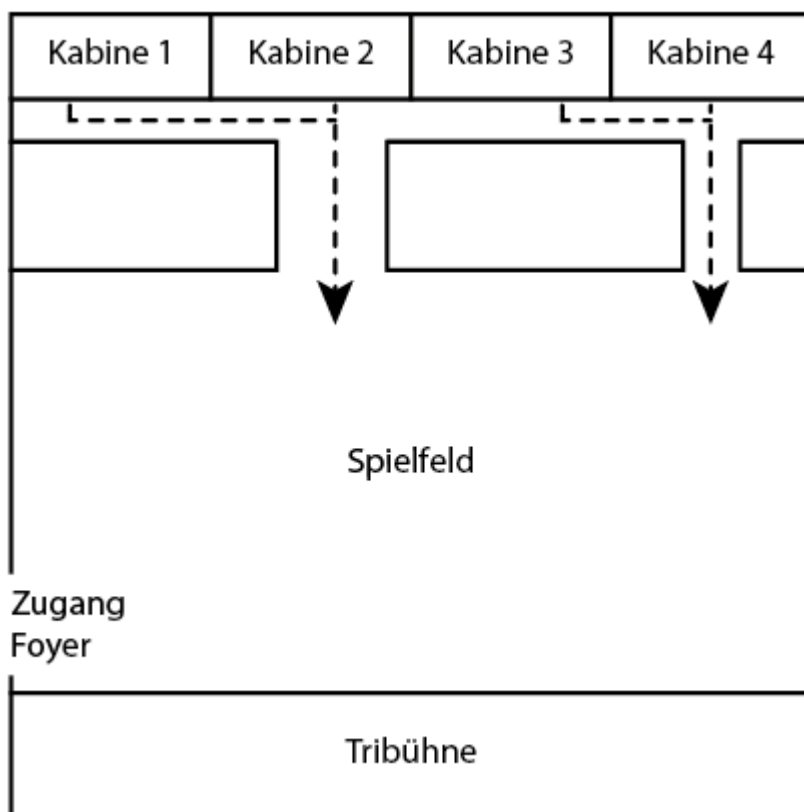 Kabine 1
Kabine 2
Kabine 3
Kabine 4
Spielfeld
Zugang
Foyer
Tribühne